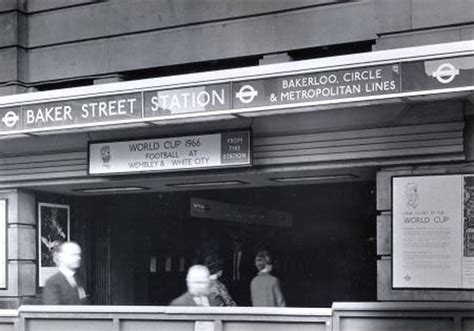 BAKER STREET STATION
BAKERLOO, CIRCLE
& METROPOLITAN LINES
WORLD CUP 1966
FOOTBALL AT
WEMBLEY & WHITE CITY
FROM
THIS
STATION
WORLD CUP